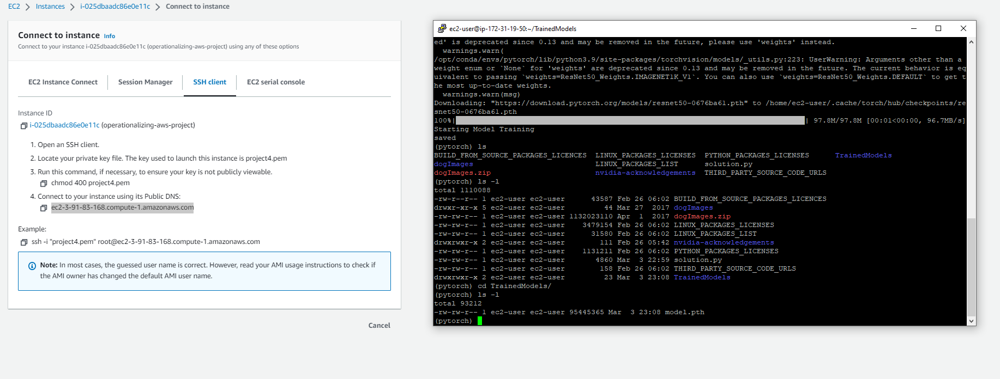 EC2 > Instances > i-025dbaadc86e0e11c > Connect to instance
Connect to instance Info
Connect to your instance i-025dbaadc86e0e11c (operationalizing-aws-project) using any of these options
EC2 Instance Connect
Session Manager
SSH client
EC2 serial console
Instance ID
i-025dbaadc86e0e11c (operationalizing-aws-project)
1. Open an SSH client.
2. Locate your private key file. The key used to launch this instance is project4.pem
3. Run this command, if necessary, to ensure your key is not publicly viewable.
chmod 400 project4.pem
4. Connect to your instance using its Public DNS:
ec2-3-91-83-168.compute-1.amazonaws.com
Example:
ssh -i "project4.pem" root@ec2-3-91-83-168.compute-1.amazonaws.com
Note: In most cases, the guessed user name is correct. However, read your AMI usage instructions to check if
the AMI owner has changed the default AMI user name.
Cancel
ec2-user@ip-172-31-19-50:~/TrainedModels
ed' is deprecated since 0.13 and may be removed in the future, please use 'weights' instead.
warnings.warn(
/opt/conda/envs/pytorch/lib/python3.9/site-packages/torchvision/models/_utils.py:223: UserWarning: Arguments other than a
weight enum or `None` for 'weights' are deprecated since 0.13 and may be removed in the future. The current behavior is eq
uivalent to passing `weights=ResNet50_Weights.IMAGENET1K_V1`. You can also use `weights=ResNet50_Weights.DEFAULT` to get t
he most up-to-date weights.
warnings.warn(msg)
Downloading: "https://download.pytorch.org/models/resnet50-0676ba61.pth" to /home/ec2-user/.cache/torch/hub/checkpoints/re
snet50-0676ba61.pth
100%| | 97.8M/97.8M [00:01<00:00, 96.7MB/s]
Starting Model Training
saved
(pytorch) ls
BUILD_FROM_SOURCE_PACKAGES_LICENCES LINUX_PACKAGES_LICENSES PYTHON_PACKAGES_LICENSES TrainedModels
dogImages LINUX_PACKAGES_LIST solution.py
dogImages.zip nvidia-acknowledgements THIRD_PARTY_SOURCE_CODE_URLS
(pytorch) ls -l
total 1110088
-rw-r--r-- 1 ec2-user ec2-user 43587 Feb 26 06:02 BUILD_FROM_SOURCE_PACKAGES_LICENCES
drwxr-xr-x 5 ec2-user ec2-user 44 Mar 27 2017 dogImages
-rw-rw-r-- 1 ec2-user ec2-user 1132023110 Apr 1 2017 dogImages.zip
-rw-rw-r-- 1 ec2-user ec2-user 3479154 Feb 26 06:02 LINUX_PACKAGES_LICENSES
-rw-rw-r-- 1 ec2-user ec2-user 31580 Feb 26 06:02 LINUX_PACKAGES_LIST
drwxrwxr-x 2 ec2-user ec2-user 111 Feb 26 05:42 nvidia-acknowledgements
-rw-rw-r-- 1 ec2-user ec2-user 1131211 Feb 26 06:02 PYTHON_PACKAGES_LICENSES
-rw-rw-r-- 1 ec2-user ec2-user 4860 Mar 3 22:59 solution.py
-rw-rw-r-- 1 ec2-user ec2-user 158 Feb 26 06:02 THIRD_PARTY_SOURCE_CODE_URLS
drwxrwxr-x 2 ec2-user ec2-user 23 Mar 3 23:08 TrainedModels
(pytorch) cd TrainedModels/
(pytorch) ls -l
total 93212
-rw-rw-r-- 1 ec2-user ec2-user 95445365 Mar 3 23:08 model.pth
(pytorch)